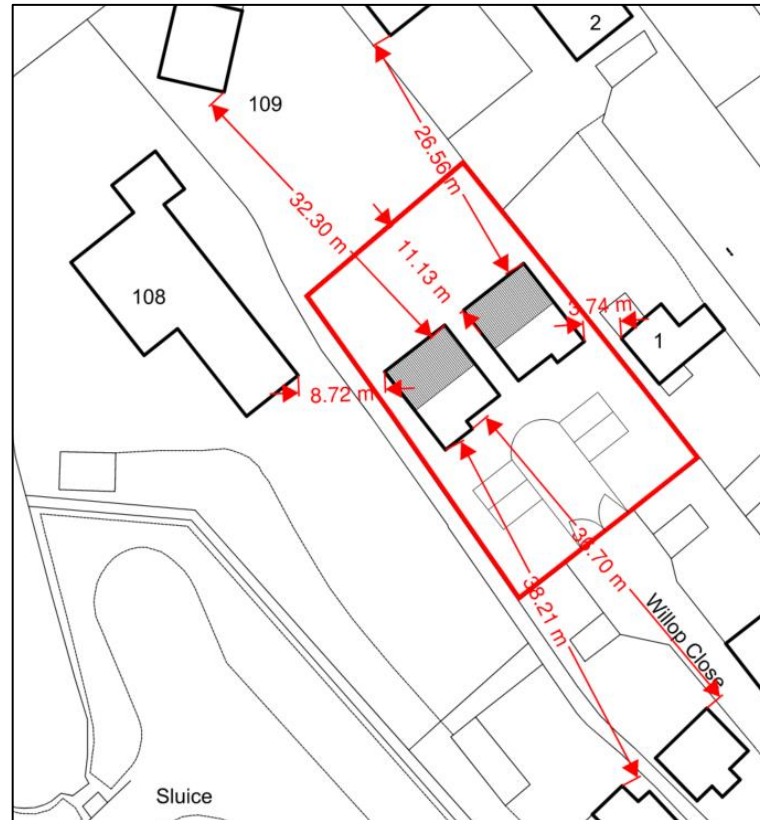 2
109
26.56 m
32.30 m
11.13 m
108
3.74 m
1
8.72 m
36.70 m
38.21 m
Willop Close
Sluice